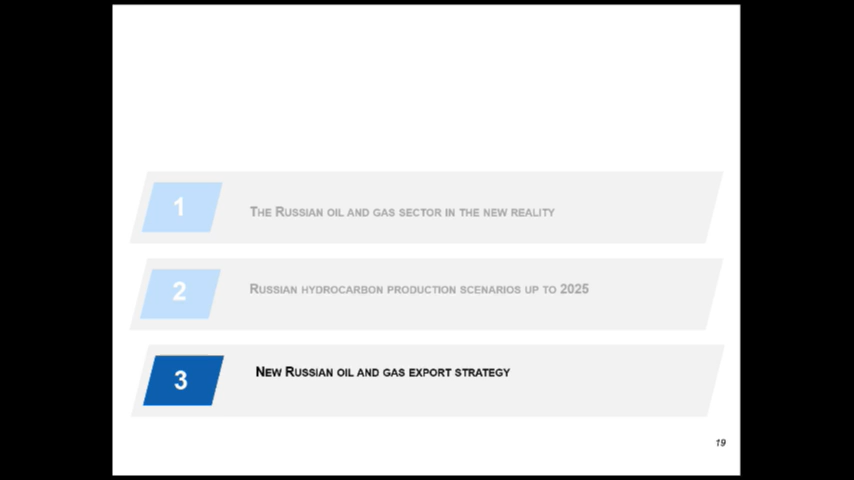 1
The Russian oil and gas sector in the new reality
2
Russian hydrocarbon production scenarios up to 2025
3
New Russian oil and gas export strategy
19